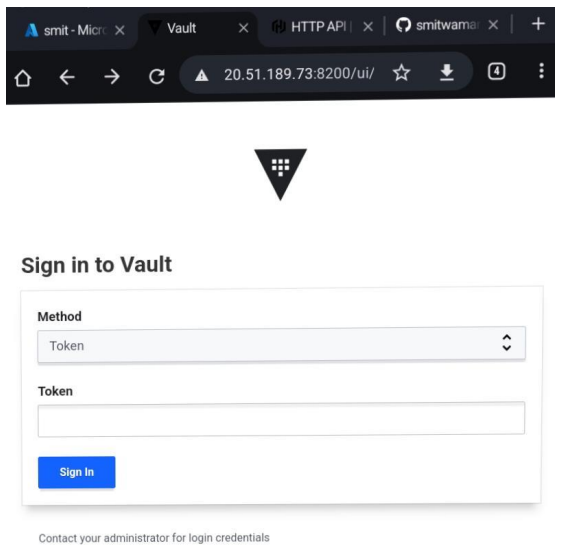 smit - Micr
Vault
HTTP API
smitwama
20.51.189.73:8200/ui/
4
Sign in to Vault
Method
Token
Token
Sign In
Contact your administrator for login credentials